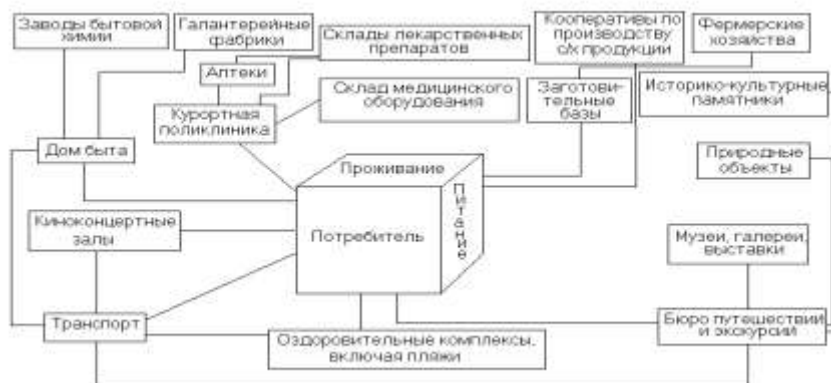 Заводы бытовой
химии
Галантерейные
фабрики
Склады лекарственных
препаратов
Кооперативы по
производству
с/х продукции
Фермерские
хозяйства
Аптеки
Склад медицинского
оборудования
Заготови-
тельные
базы
Историко-культурные
памятники
Курортная
поликлиника
Дом быта
Природные
объекты
Проживание
Питание
Потребитель
Киноконцертные
залы
Музеи, галереи,
выставки
Транспорт
Оздоровительные комплексы,
включая пляжи
Бюро путешествий
и экскурсии